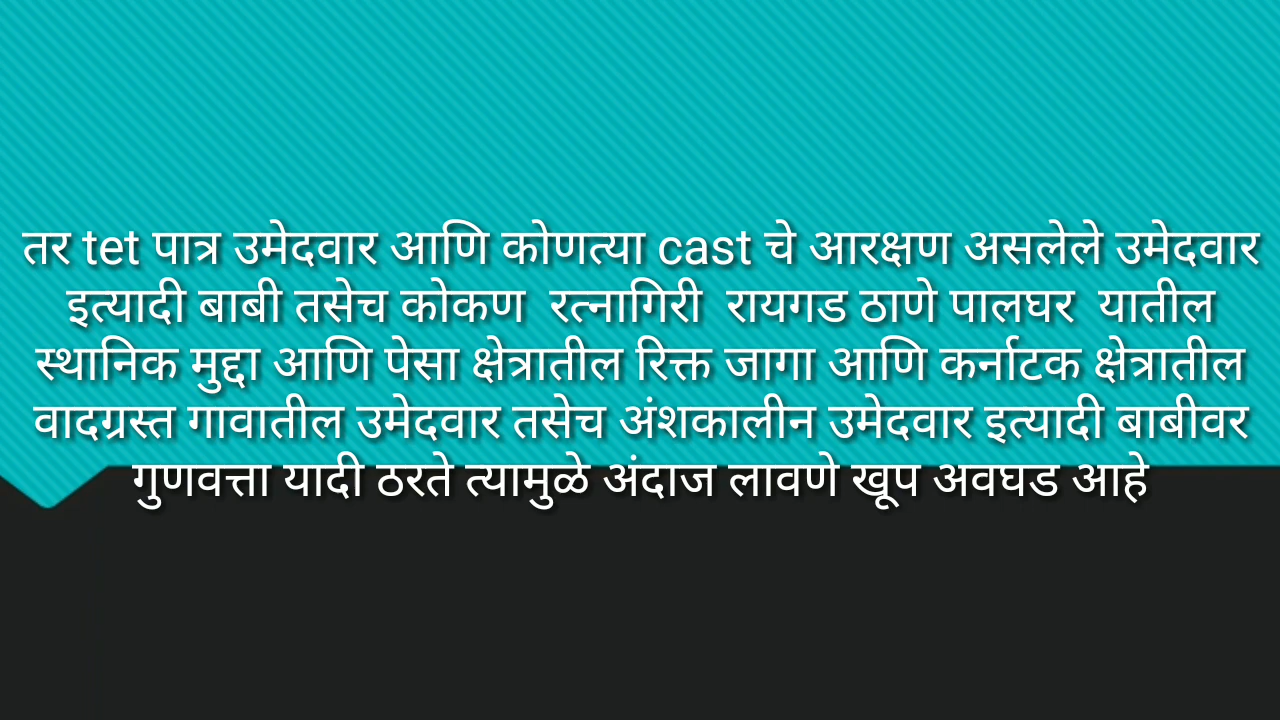 तर tet पात्र उमेदवार आणि कोणत्या cast चे आरक्षण असलेले उमेदवार
इत्यादी बाबी तसेच कोकण रत्नागिरी रायगड ठाणे पालघर यातील
स्थानिक मुद्दा आणि पेसा क्षेत्रातील रिक्त जागा आणि कर्नाटक क्षेत्रातील
वादग्रस्त गावातील उमेदवार तसेच अंशकालीन उमेदवार इत्यादी बाबीवर
गुणवत्ता यादी ठरते त्यामुळे अंदाज लावणे खूप अवघड आहे